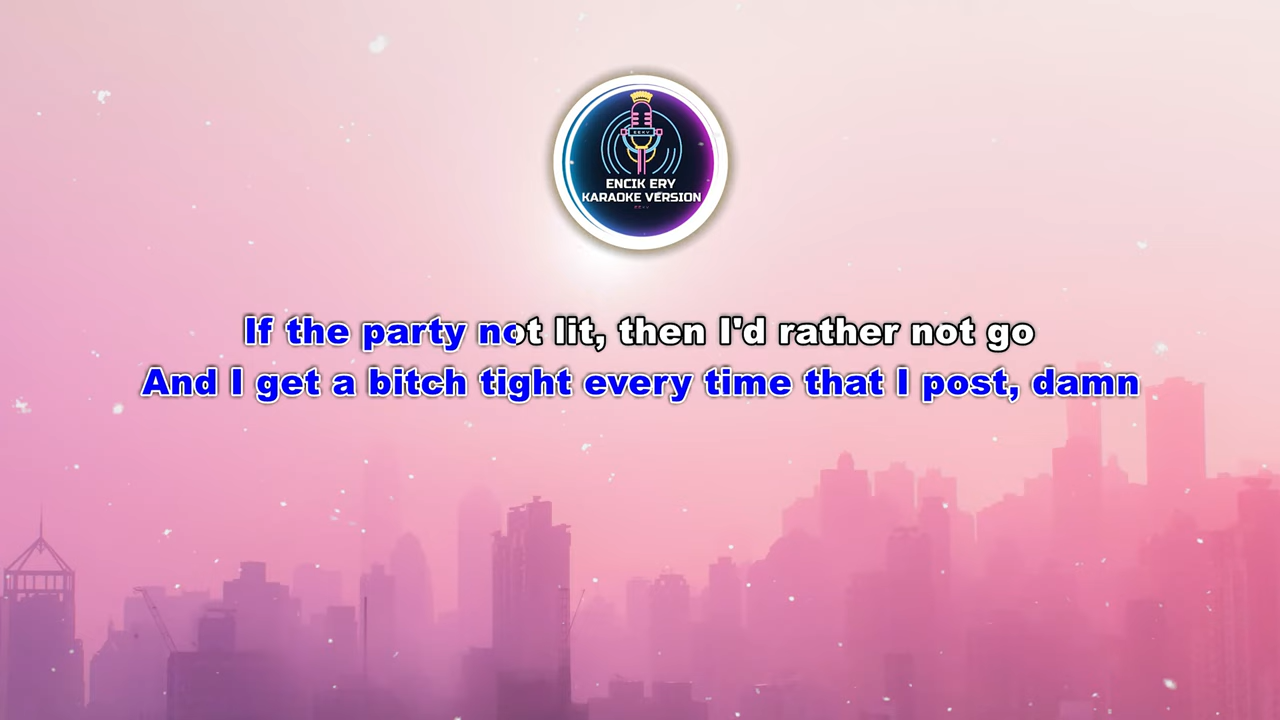 ENCIK ERY
KARAOKE VERSION
If the party not lit, then I'd rather not go
And I get a bitch tight every time that I post, damn